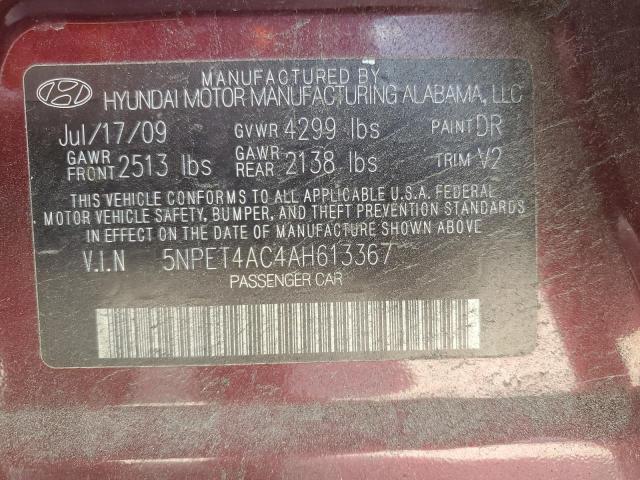 MANUFACTURED BY
HYUNDAI MOTOR MANUFACTURING ALABAMA, LLC
Jul/17/09 GVWR 4299 lbs PAINT DR
GAWR FRONT 2513 lbs GAWR REAR 2138 lbs TRIM V2
THIS VEHICLE CONFORMS TO ALL APPLICABLE U.S.A. FEDERAL
MOTOR VEHICLE SAFETY, BUMPER, AND THEFT PREVENTION STANDARDS
IN EFFECT ON THE DATE OF MANUFACTURE SHOWN ABOVE.
V.I.N 5NPET4AC4AH613367
PASSENGER CAR